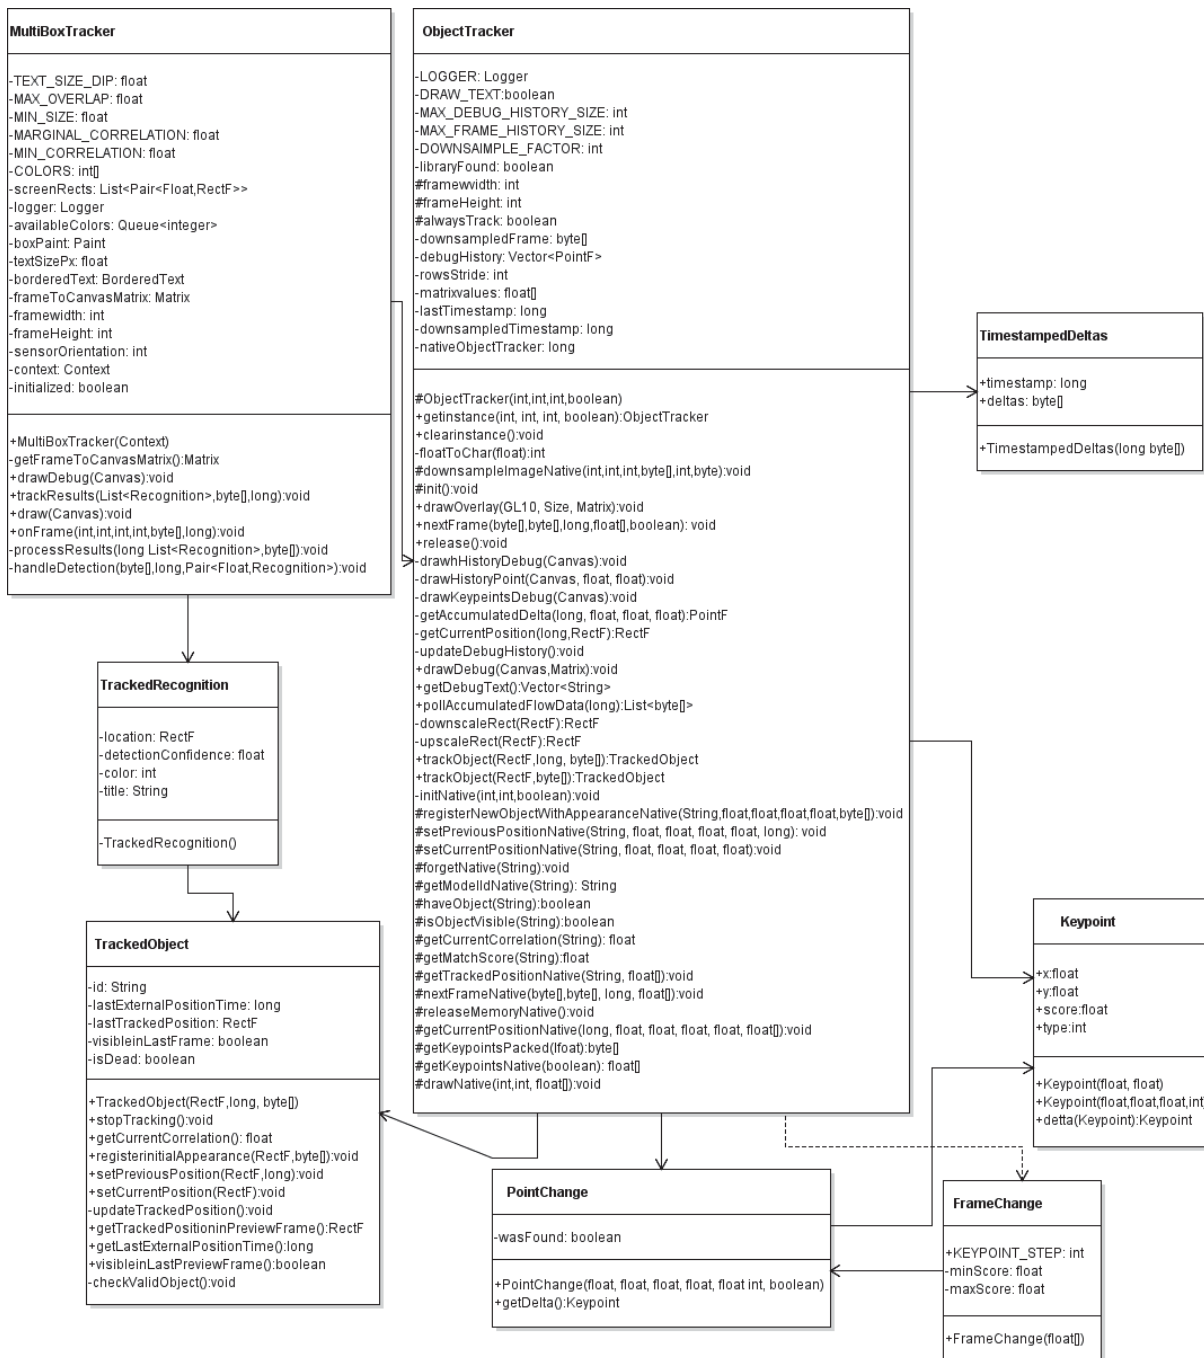 MultiBoxTracker
-TEXT_SIZE_DIP: float
-MAX_OVERLAP: float
-MIN_SIZE: float
-MARGINAL_CORRELATION: float
-MIN_CORRELATION: float
-COLORS: int[]
-screenRects: List<Pair<Float,RectF>>
-logger: Logger
-availableColors: Queue<integer>
-boxPaint: Paint
-textSizePx: float
-borderedText: BorderedText
-frameToCanvasMatrix: Matrix
-framewidth: int
-frameHeight: int
-sensorOrientation: int
-context: Context
-initialized: boolean
+MultiBoxTracker(Context)
-getFrameToCanvasMatrix():Matrix
+drawDebug(Canvas):void
+trackResults(List<Recognition>,byte[],long):void
+draw(Canvas):void
+onFrame(int,int,int,int,byte[],long):void
-processResults(long List<Recognition>,byte[]):void
-handleDetection(byte[],long,Pair<Float,Recognition>):void
ObjectTracker
-LOGGER: Logger
-DRAW_TEXT:boolean
-MAX_DEBUG_HISTORY_SIZE: int
-MAX_FRAME_HISTORY_SIZE: int
-DOWNSAIMPLE_FACTOR: int
-libraryFound: boolean
#framewvidth: int
#frameHeight: int
#alwaysTrack: boolean
-downsampledFrame: byte[]
-debugHistory: Vector<PointF>
-rowsStride: int
-matrixvalues: float[]
-lastTimestamp: long
-downsampledTimestamp: long
-nativeObjectTracker: long
#ObjectTracker(int,int,int,boolean)
+getinstance(int, int, int, boolean):ObjectTracker
+clearinstance():void
-floatToChar(float):int
#downsampleImageNative(int,int,int,byte[],int,byte):void
#init():void
+drawOverlay(GL10, Size, Matrix):void
+nextFrame(byte[],byte[],long,float[],boolean): void
+release():void
-drawhHistoryDebug(Canvas):void
-drawHistoryPoint(Canvas, float, float):void
-drawKeypeintsDebug(Canvas):void
-getAccumulatedDelta(long, float, float, float):PointF
-getCurrentPosition(long,RectF):RectF
-updateDebugHistory():void
+drawDebug(Canvas,Matrix):void
+getDebugText():Vector<String>
+pollAccumulatedFlowData(long):List<byte[]>
-downscaleRect(RectF):RectF
-upscaleRect(RectF):RectF
+trackObject(RectF,long, byte[]):TrackedObject
+trackObject(RectF,byte[]):TrackedObject
-initNative(int,int,boolean):void
#registerNewObjectWithAppearanceNative(String,float,float,float,float,byte[]):void
#setPreviousPositionNative(String, float, float, float, float, long): void
#setCurrentPositionNative(String, float, float, float, float):void
#forgetNative(String):void
#getModelIdNative(String): String
#haveObject(String):boolean
#isObjectVisible(String):boolean
#getCurrentCorrelation(String): float
#getMatchScore(String):float
#getTrackedPositionNative(String, float[]):void
#nextFrameNative(byte[],byte[], long, float[]):void
#releaseMemoryNative():void
#getCurrentPositionNative(long, float, float, float, float, float[]):void
#getKeypointsPacked(lfoat):byte[]
#getKeypointsNative(boolean): float[]
#drawNative(int,int, float[]):void
TimestampedDeltas
+timestamp: long
+deltas: byte[]
+TimestampedDeltas(long byte[])
TrackedRecognition
-location: RectF
-detectionConfidence: float
-color: int
-title: String
-TrackedRecognition()
TrackedObject
-id: String
-lastExternalPositionTime: long
-lastTrackedPosition: RectF
-visibleinLastFrame: boolean
-isDead: boolean
+TrackedObject(RectF,long, byte[])
+stopTracking():void
+getCurrentCorrelation(): float
+registerinitialAppearance(RectF,byte[]):void
+setPreviousPosition(RectF,long):void
+setCurrentPosition(RectF):void
-updateTrackedPosition():void
+getTrackedPositioninPreviewFrame():RectF
+getLastExternalPositionTime():long
+visibleinLastPreviewFrame():boolean
-checkValidObject():void
Keypoint
+x:float
+y:float
+score:float
+type:int
+Keypoint(float, float)
+Keypoint(float,float,float,int)
+detta(Keypoint):Keypoint
PointChange
-wasFound: boolean
+PointChange(float, float, float, float, float int, boolean)
+getDelta():Keypoint
FrameChange
+KEYPOINT_STEP: int
-minScore: float
-maxScore: float
+FrameChange(float[])